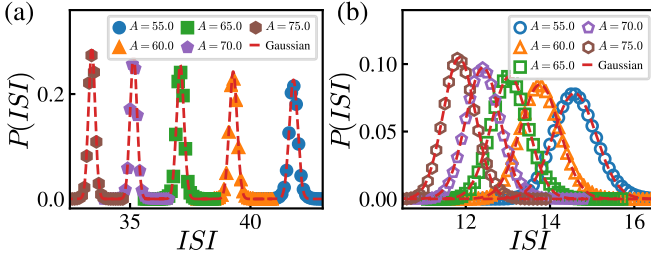 (a)
A = 55.0 A = 65.0 A = 75.0
A = 60.0 A = 70.0 Gaussian
P(ISI)
0.2
0.0
35 40
ISI
(b)
A = 55.0 A = 70.0
A = 60.0 A = 75.0
A = 65.0 Gaussian
P(ISI)
0.10
0.05
0.00
12 14 16
ISI